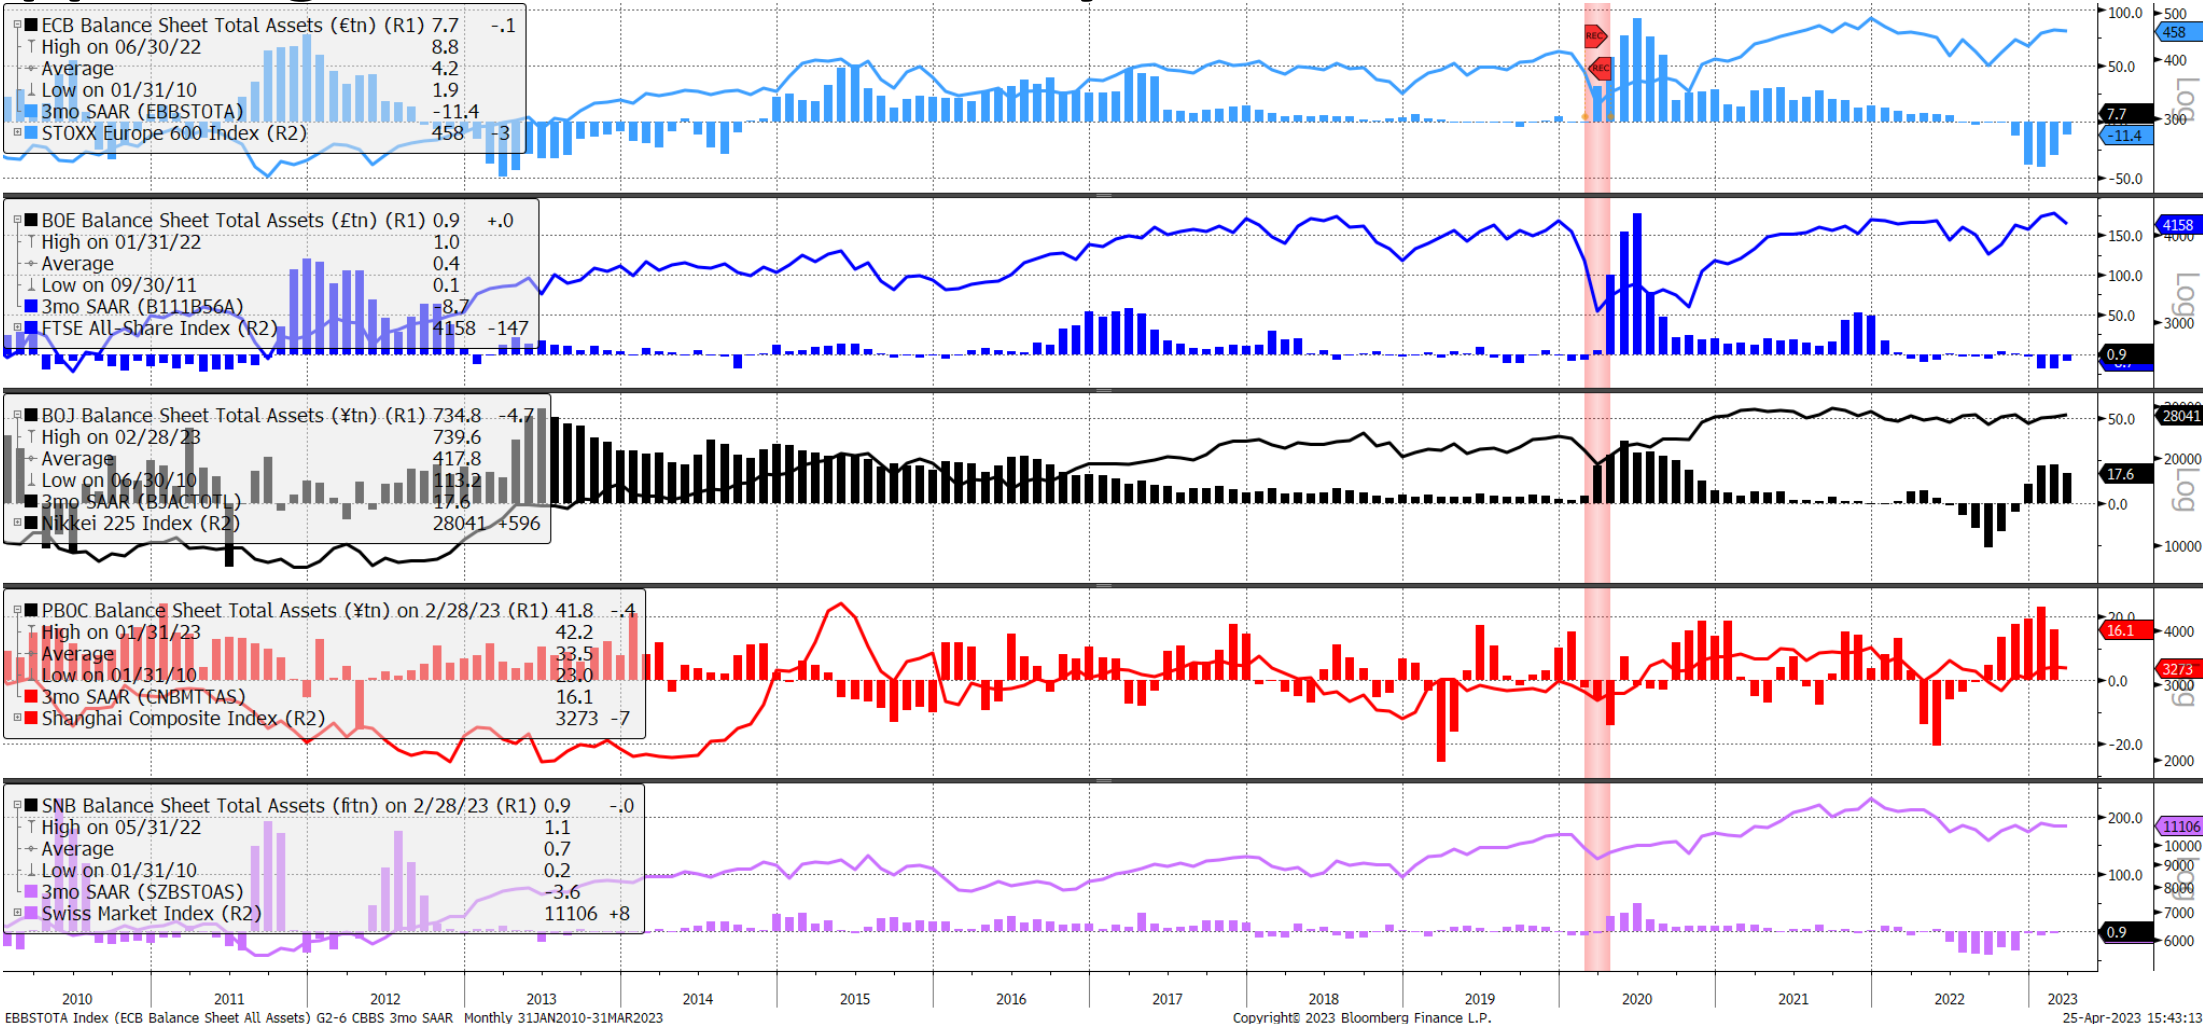 ECB Balance Sheet Total Assets (€tn) (R1) 7.7 -.1
High on 06/30/22 8.8
Average 4.2
Low on 01/31/10 1.9
3mo SAAR (EBBSTOTA) -11.4
STOXX Europe 600 Index (R2) 458 -3
REC
REC
100.0
50.0
7.7
-11.4
-50.0
500
458
400
300
Log
BOE Balance Sheet Total Assets (£tn) (R1) 0.9 +.0
High on 01/31/22 1.0
Average 0.4
Low on 09/30/11 0.1
3mo SAAR (B111B56A) -8.7
FTSE All-Share Index (R2) 4158 -147
150.0
100.0
50.0
0.9
4158
4000
3000
Log
BOJ Balance Sheet Total Assets (¥tn) (R1) 734.8 -4.7
High on 02/28/23 739.6
Average 417.8
Low on 06/30/10 113.2
3mo SAAR (BJACTOTL) 17.6
Nikkei 225 Index (R2) 28041 +596
50.0
17.6
0.0
28041
20000
10000
Log
PBOC Balance Sheet Total Assets (¥tn) on 2/28/23 (R1) 41.8 -.4
High on 01/31/23 42.2
Average 33.5
Low on 01/31/10 23.0
3mo SAAR (CNBMTTAS) 16.1
Shanghai Composite Index (R2) 3273 -7
20.0
16.1
0.0
-20.0
4000
3273
3000
2000
Log
SNB Balance Sheet Total Assets (frtn) on 2/28/23 (R1) 0.9 -.0
High on 05/31/22 1.1
Average 0.7
Low on 01/31/10 0.2
3mo SAAR (SZBSTOAS) -3.6
Swiss Market Index (R2) 11106 +8
200.0
100.0
0.9
11106
10000
9000
8000
7000
6000
Log
2010 2011 2012 2013 2014 2015 2016 2017 2018 2019 2020 2021 2022 2023
EBBSTOTA Index (ECB Balance Sheet All Assets) G2-6 CBBS 3mo SAAR Monthly 31JAN2010-31MAR2023 Copyright© 2023 Bloomberg Finance L.P. 25-Apr-2023 15:43:13